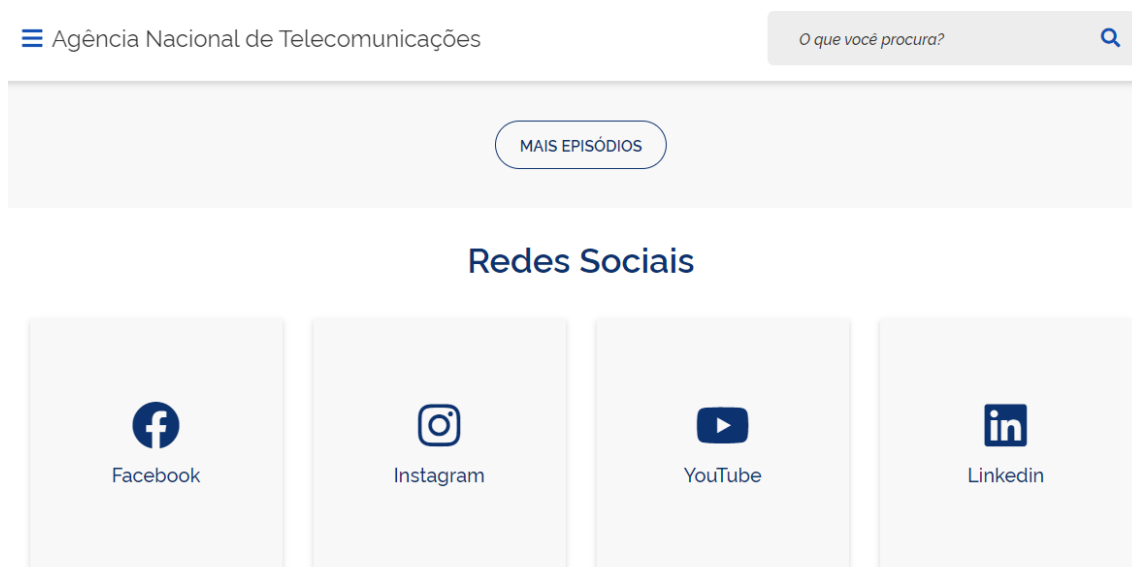 Agência Nacional de Telecomunicações
O que você procura?
MAIS EPISÓDIOS
Redes Sociais
Facebook
Instagram
YouTube
Linkedin